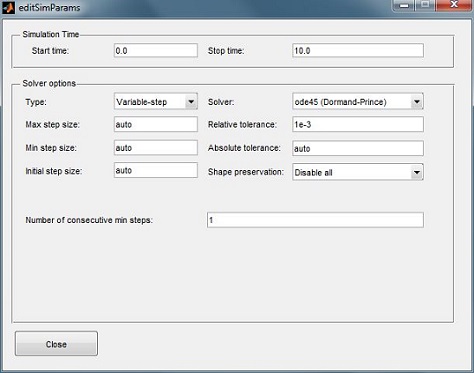 editSimParams
Simulation Time
Start time: 0.0 Stop time: 10.0
Solver options
Type: Variable-step Solver: ode45 (Dormand-Prince)
Max step size: auto Relative tolerance: 1e-3
Min step size: auto Absolute tolerance: auto
Initial step size: auto Shape preservation: Disable all
Number of consecutive min steps: 1
Close